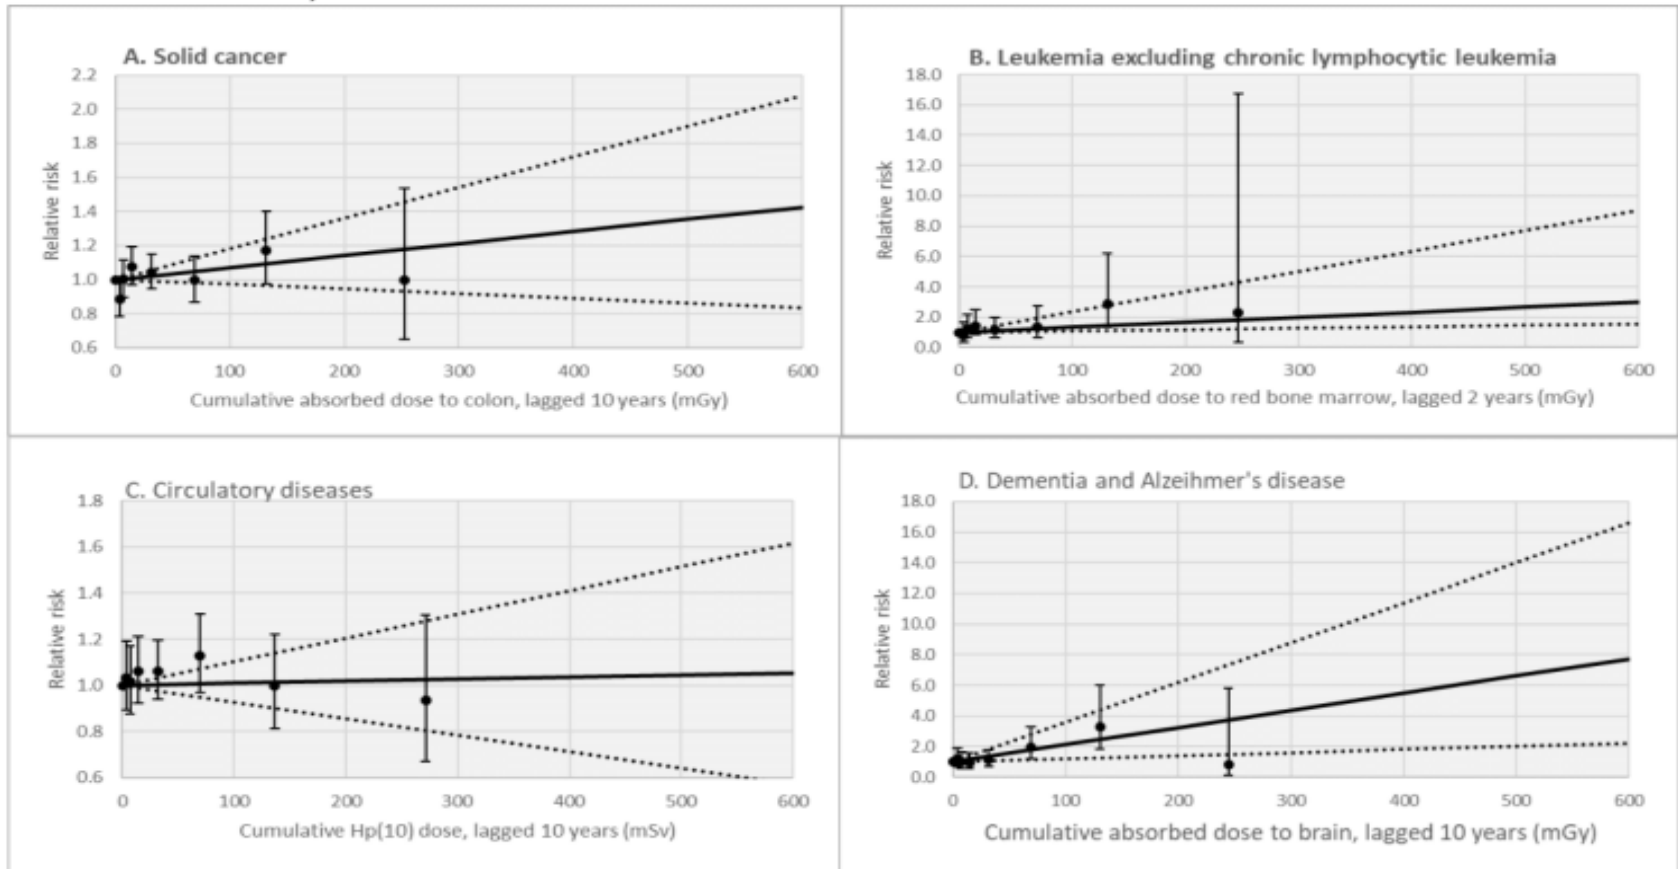 A. Solid cancer
2.2
2.0
1.8
1.6
1.4
1.2
1.0
0.8
0.6
Relative risk
0 100 200 300 400 500 600
Cumulative absorbed dose to colon, lagged 10 years (mGy)
B. Leukemia excluding chronic lymphocytic leukemia
18.0
16.0
14.0
12.0
10.0
8.0
6.0
4.0
2.0
0.0
Relative risk
0 100 200 300 400 500 600
Cumulative absorbed dose to red bone marrow, lagged 2 years (mGy)
C. Circulatory diseases
1.8
1.6
1.4
1.2
1.0
0.8
0.6
Relative risk
0 100 200 300 400 500 600
Cumulative Hp(10) dose, lagged 10 years (mSv)
D. Dementia and Alzeihmer's disease
18.0
16.0
14.0
12.0
10.0
8.0
6.0
4.0
2.0
0.0
Relative risk
0 100 200 300 400 500 600
Cumulative absorbed dose to brain, lagged 10 years (mGy)